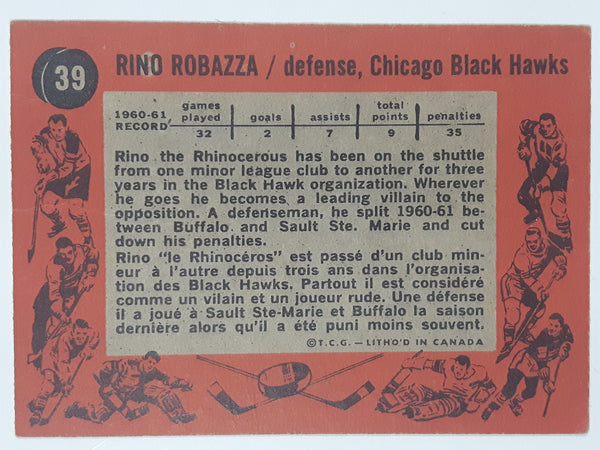 39
RINO ROBAZZA / defense, Chicago Black Hawks
1960-61 RECORD
games played goals assists total points penalties
32 2 7 9 35
Rino the Rhinocerous has been on the shuttle
from one minor league club to another for three
years in the Black Hawk organization. Wherever
he goes he becomes a leading villain to the
opposition. A defenseman, he split 1960-61 be-
tween Buffalo and Sault Ste. Marie and cut
down his penalties.
Rino "le Rhinocéros" est passé d'un club min-
eur à l'autre depuis trois ans dans l'organisa-
tion des Black Hawks. Partout il est considéré
comme un vilain et un joueur rude. Une défense
il a joué à Sault Ste-Marie et Buffalo la saison
dernière alors qu'il a été puni moins souvent.
©T.C.G.—LITHO'D IN CANADA